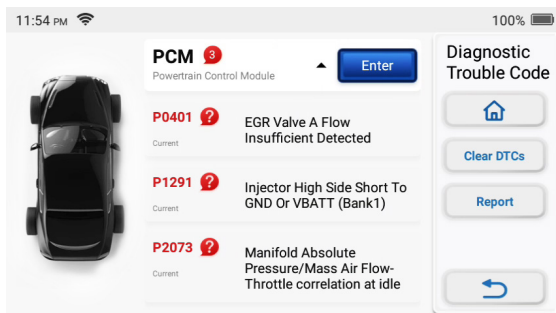 11:54 PM
100%
PCM 3
Powertrain Control Module
Enter
P0401 ?
Current
EGR Valve A Flow
Insufficient Detected
P1291 ?
Current
Injector High Side Short To
GND Or VBATT (Bank1)
P2073 ?
Current
Manifold Absolute
Pressure/Mass Air Flow-
Throttle correlation at idle
Diagnostic
Trouble Code
Clear DTCs
Report